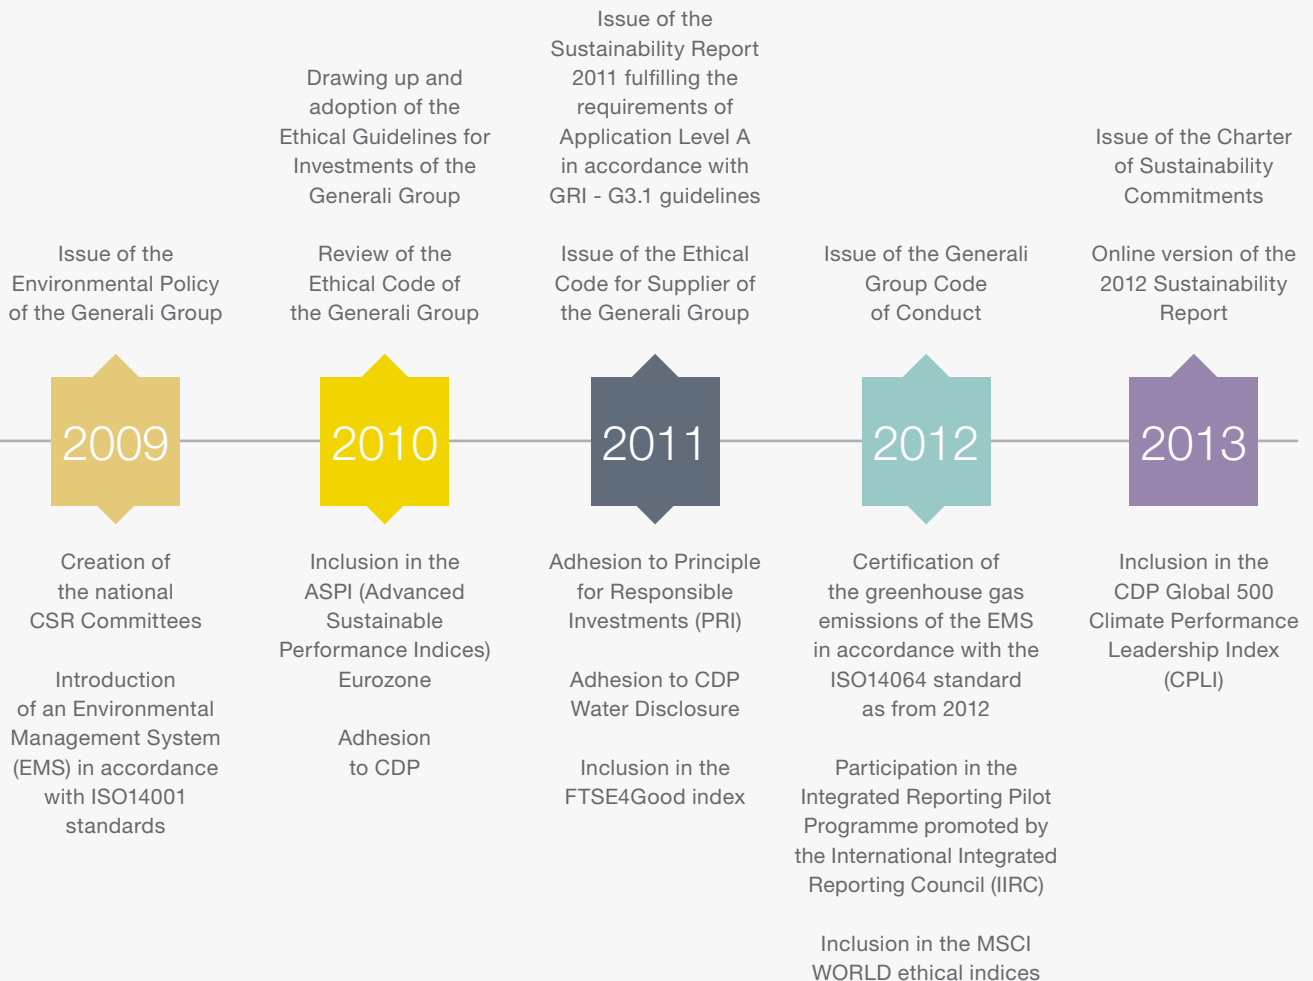 Issue of the
Environmental Policy
of the Generali Group
2009
Creation of
the national
CSR Committees
Introduction
of an Environmental
Management System
(EMS) in accordance
with ISO14001
standards
Drawing up and
adoption of the
Ethical Guidelines for
Investments of the
Generali Group
Review of the
Ethical Code of
the Generali Group
2010
Inclusion in the
ASPI (Advanced
Sustainable
Performance Indices)
Eurozone
Adhesion
to CDP
Issue of the
Sustainability Report
2011 fulfilling the
requirements of
Application Level A
in accordance with
GRI - G3.1 guidelines
Issue of the Ethical
Code for Supplier of
the Generali Group
2011
Adhesion to Principle
for Responsible
Investments (PRI)
Adhesion to CDP
Water Disclosure
Inclusion in the
FTSE4Good index
Issue of the Generali
Group Code
of Conduct
2012
Certification of
the greenhouse gas
emissions of the EMS
in accordance with the
ISO14064 standard
as from 2012
Participation in the
Integrated Reporting Pilot
Programme promoted by
the International Integrated
Reporting Council (IIRC)
Inclusion in the MSCI
WORLD ethical indices
Issue of the Charter
of Sustainability
Commitments
Online version of the
2012 Sustainability
Report
2013
Inclusion in the
CDP Global 500
Climate Performance
Leadership Index
(CPLI)